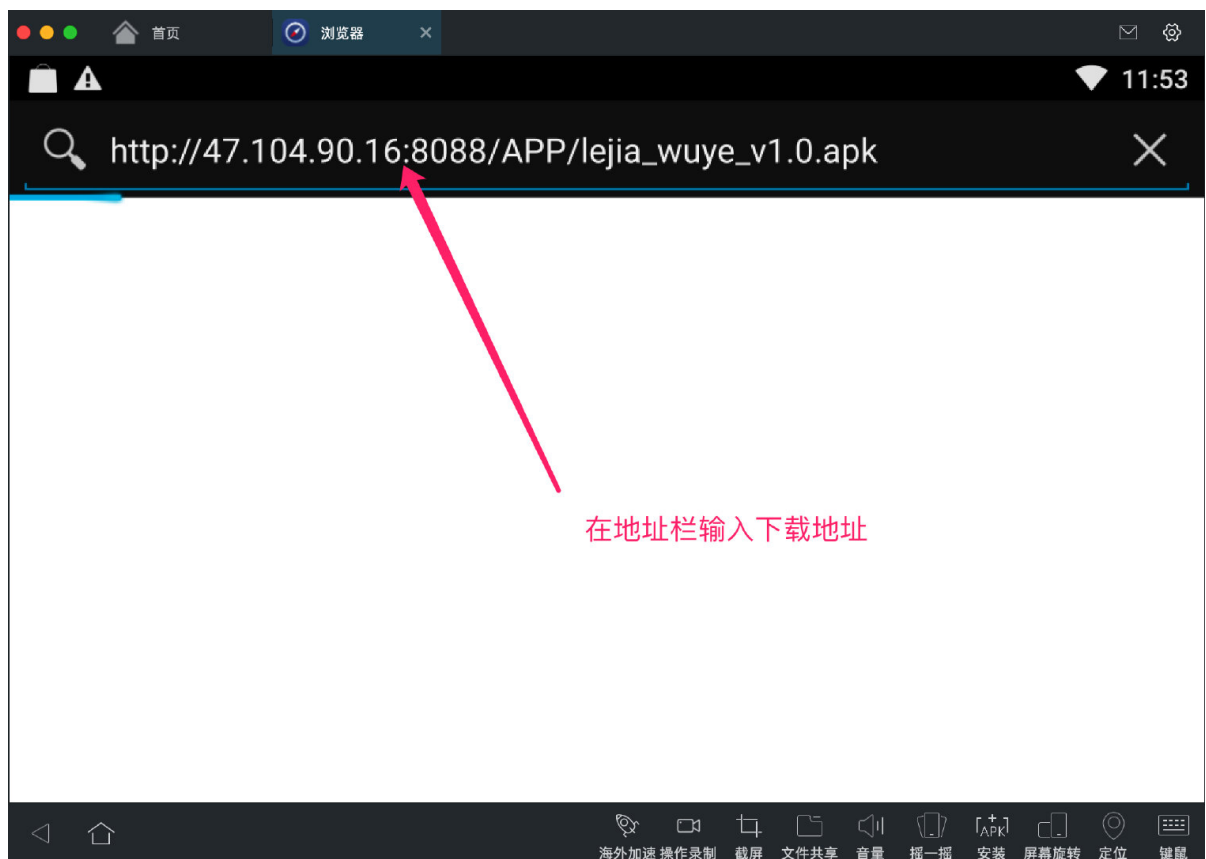 首页
浏览器
11:53
http://47.104.90.16:8088/APP/lejia_wuye_v1.0.apk
在地址栏输入下载地址
海外加速 操作录制 截屏 文件共享 音量 摇一摇 安装 屏幕旋转 定位 键鼠
APK